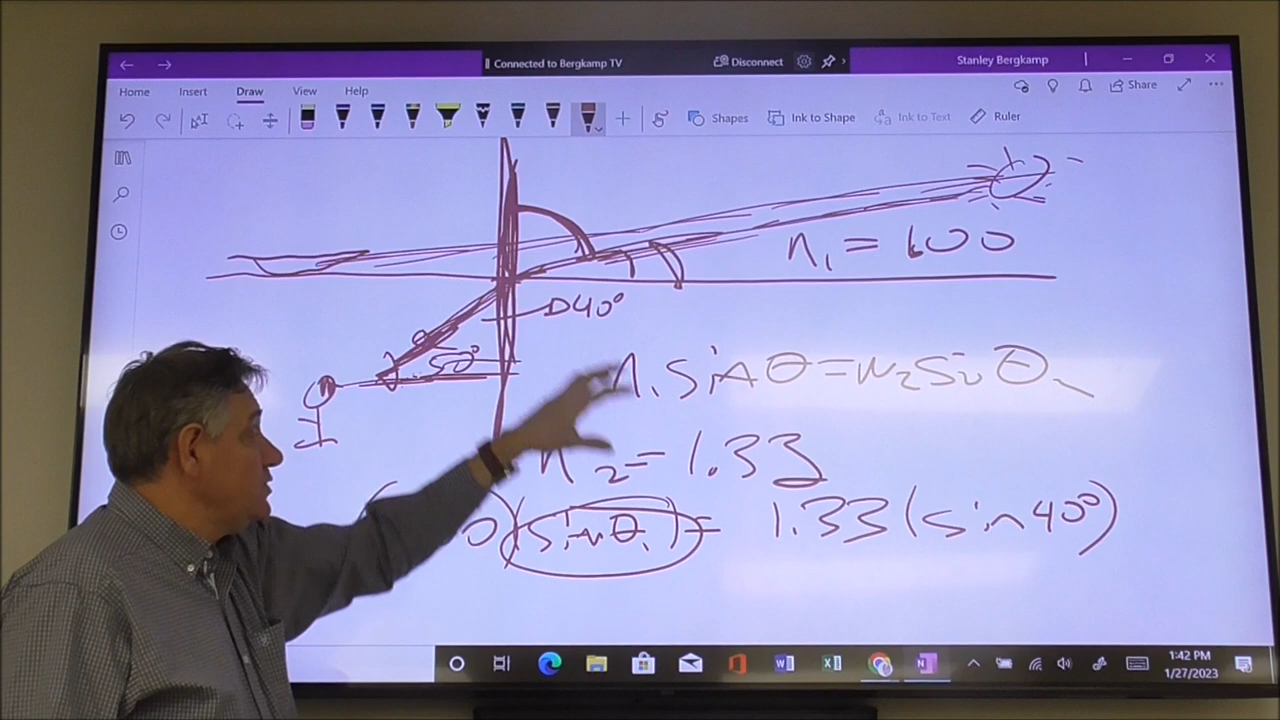 Connected to Bergkamp TV
Disconnect
Stanley Bergkamp
Home Insert Draw View Help
Share
Shapes
Ink to Shape
Ink to Text
Ruler
n₁ = 1.00
40°
50°
n₁ sin θ = n₂ sin θ₂
n₂ = 1.33
0)(sin θ₁) = 1.33 (sin 40°)
1:42 PM
1/27/2023